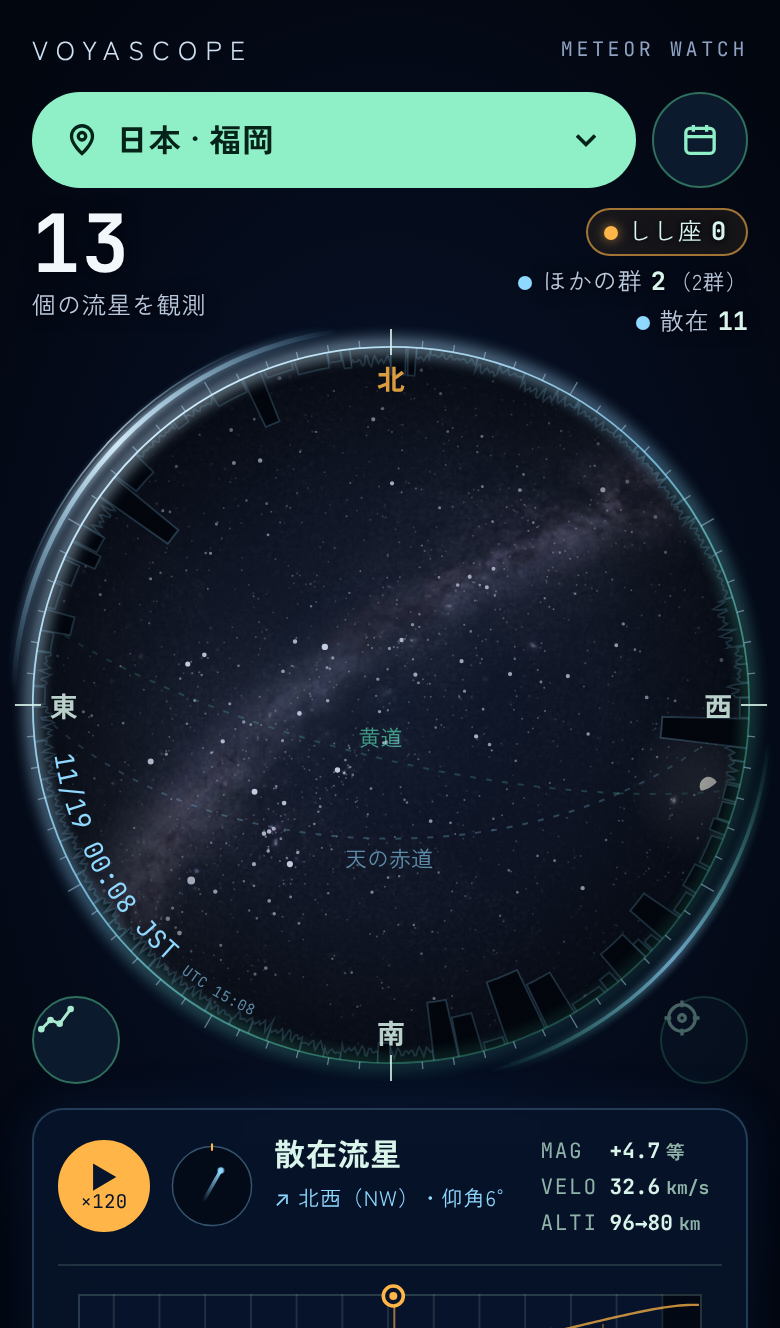 VOYASCOPE
METEOR WATCH
日本・福岡
13
個の流星を観測
しし座 0
ほかの群 2 （2群）
散在 11
北
東
西
黄道
天の赤道
11/19 00:08 JST
UTC 15:08
南
×120
散在流星
↗ 北西（NW）・仰角6°
MAG +4.7 等
VELO 32.6 km/s
ALTI 96→80 km